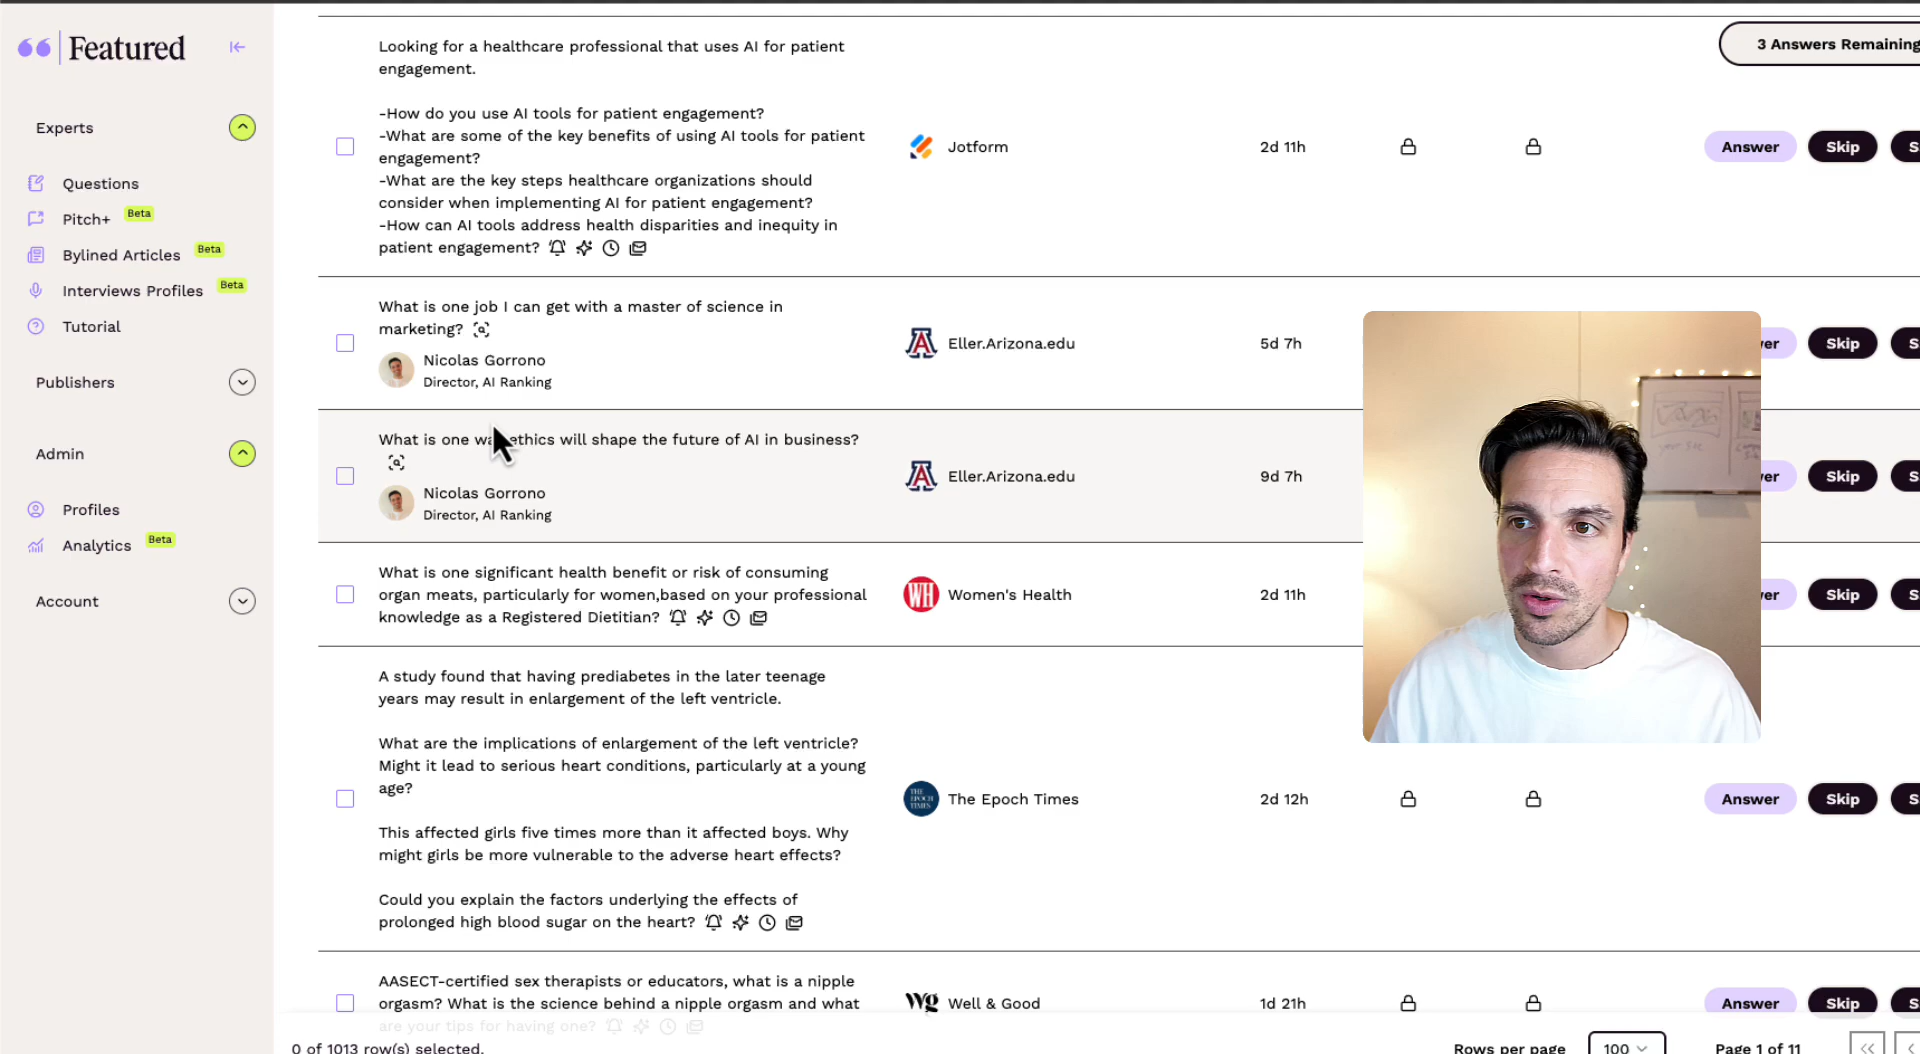 Featured
Experts
Questions
Pitch+ Beta
Bylined Articles Beta
Interviews Profiles Beta
Tutorial
Publishers
Admin
Profiles
Analytics Beta
Account
3 Answers Remaining
Looking for a healthcare professional that uses AI for patient
engagement.
-How do you use AI tools for patient engagement?
-What are some of the key benefits of using AI tools for patient
engagement?
-What are the key steps healthcare organizations should
consider when implementing AI for patient engagement?
-How can AI tools address health disparities and inequity in
patient engagement?
Jotform
2d 11h
Answer Skip S
What is one job I can get with a master of science in
marketing?
Nicolas Gorrono
Director, AI Ranking
Eller.Arizona.edu
5d 7h
er Skip S
What is one wa ethics will shape the future of AI in business?
Nicolas Gorrono
Director, AI Ranking
Eller.Arizona.edu
9d 7h
er Skip S
What is one significant health benefit or risk of consuming
organ meats, particularly for women,based on your professional
knowledge as a Registered Dietitian?
WH Women's Health
2d 11h
er Skip S
A study found that having prediabetes in the later teenage
years may result in enlargement of the left ventricle.
What are the implications of enlargement of the left ventricle?
Might it lead to serious heart conditions, particularly at a young
age?
This affected girls five times more than it affected boys. Why
might girls be more vulnerable to the adverse heart effects?
Could you explain the factors underlying the effects of
prolonged high blood sugar on the heart?
THE
EPOCH
TIMES
The Epoch Times
2d 12h
Answer Skip S
AASECT-certified sex therapists or educators, what is a nipple
orgasm? What is the science behind a nipple orgasm and what
are your tips for having one?
W&g Well & Good
1d 21h
Answer Skip S
0 of 1013 row(s) selected.
Rows per page 100 Page 1 of 11